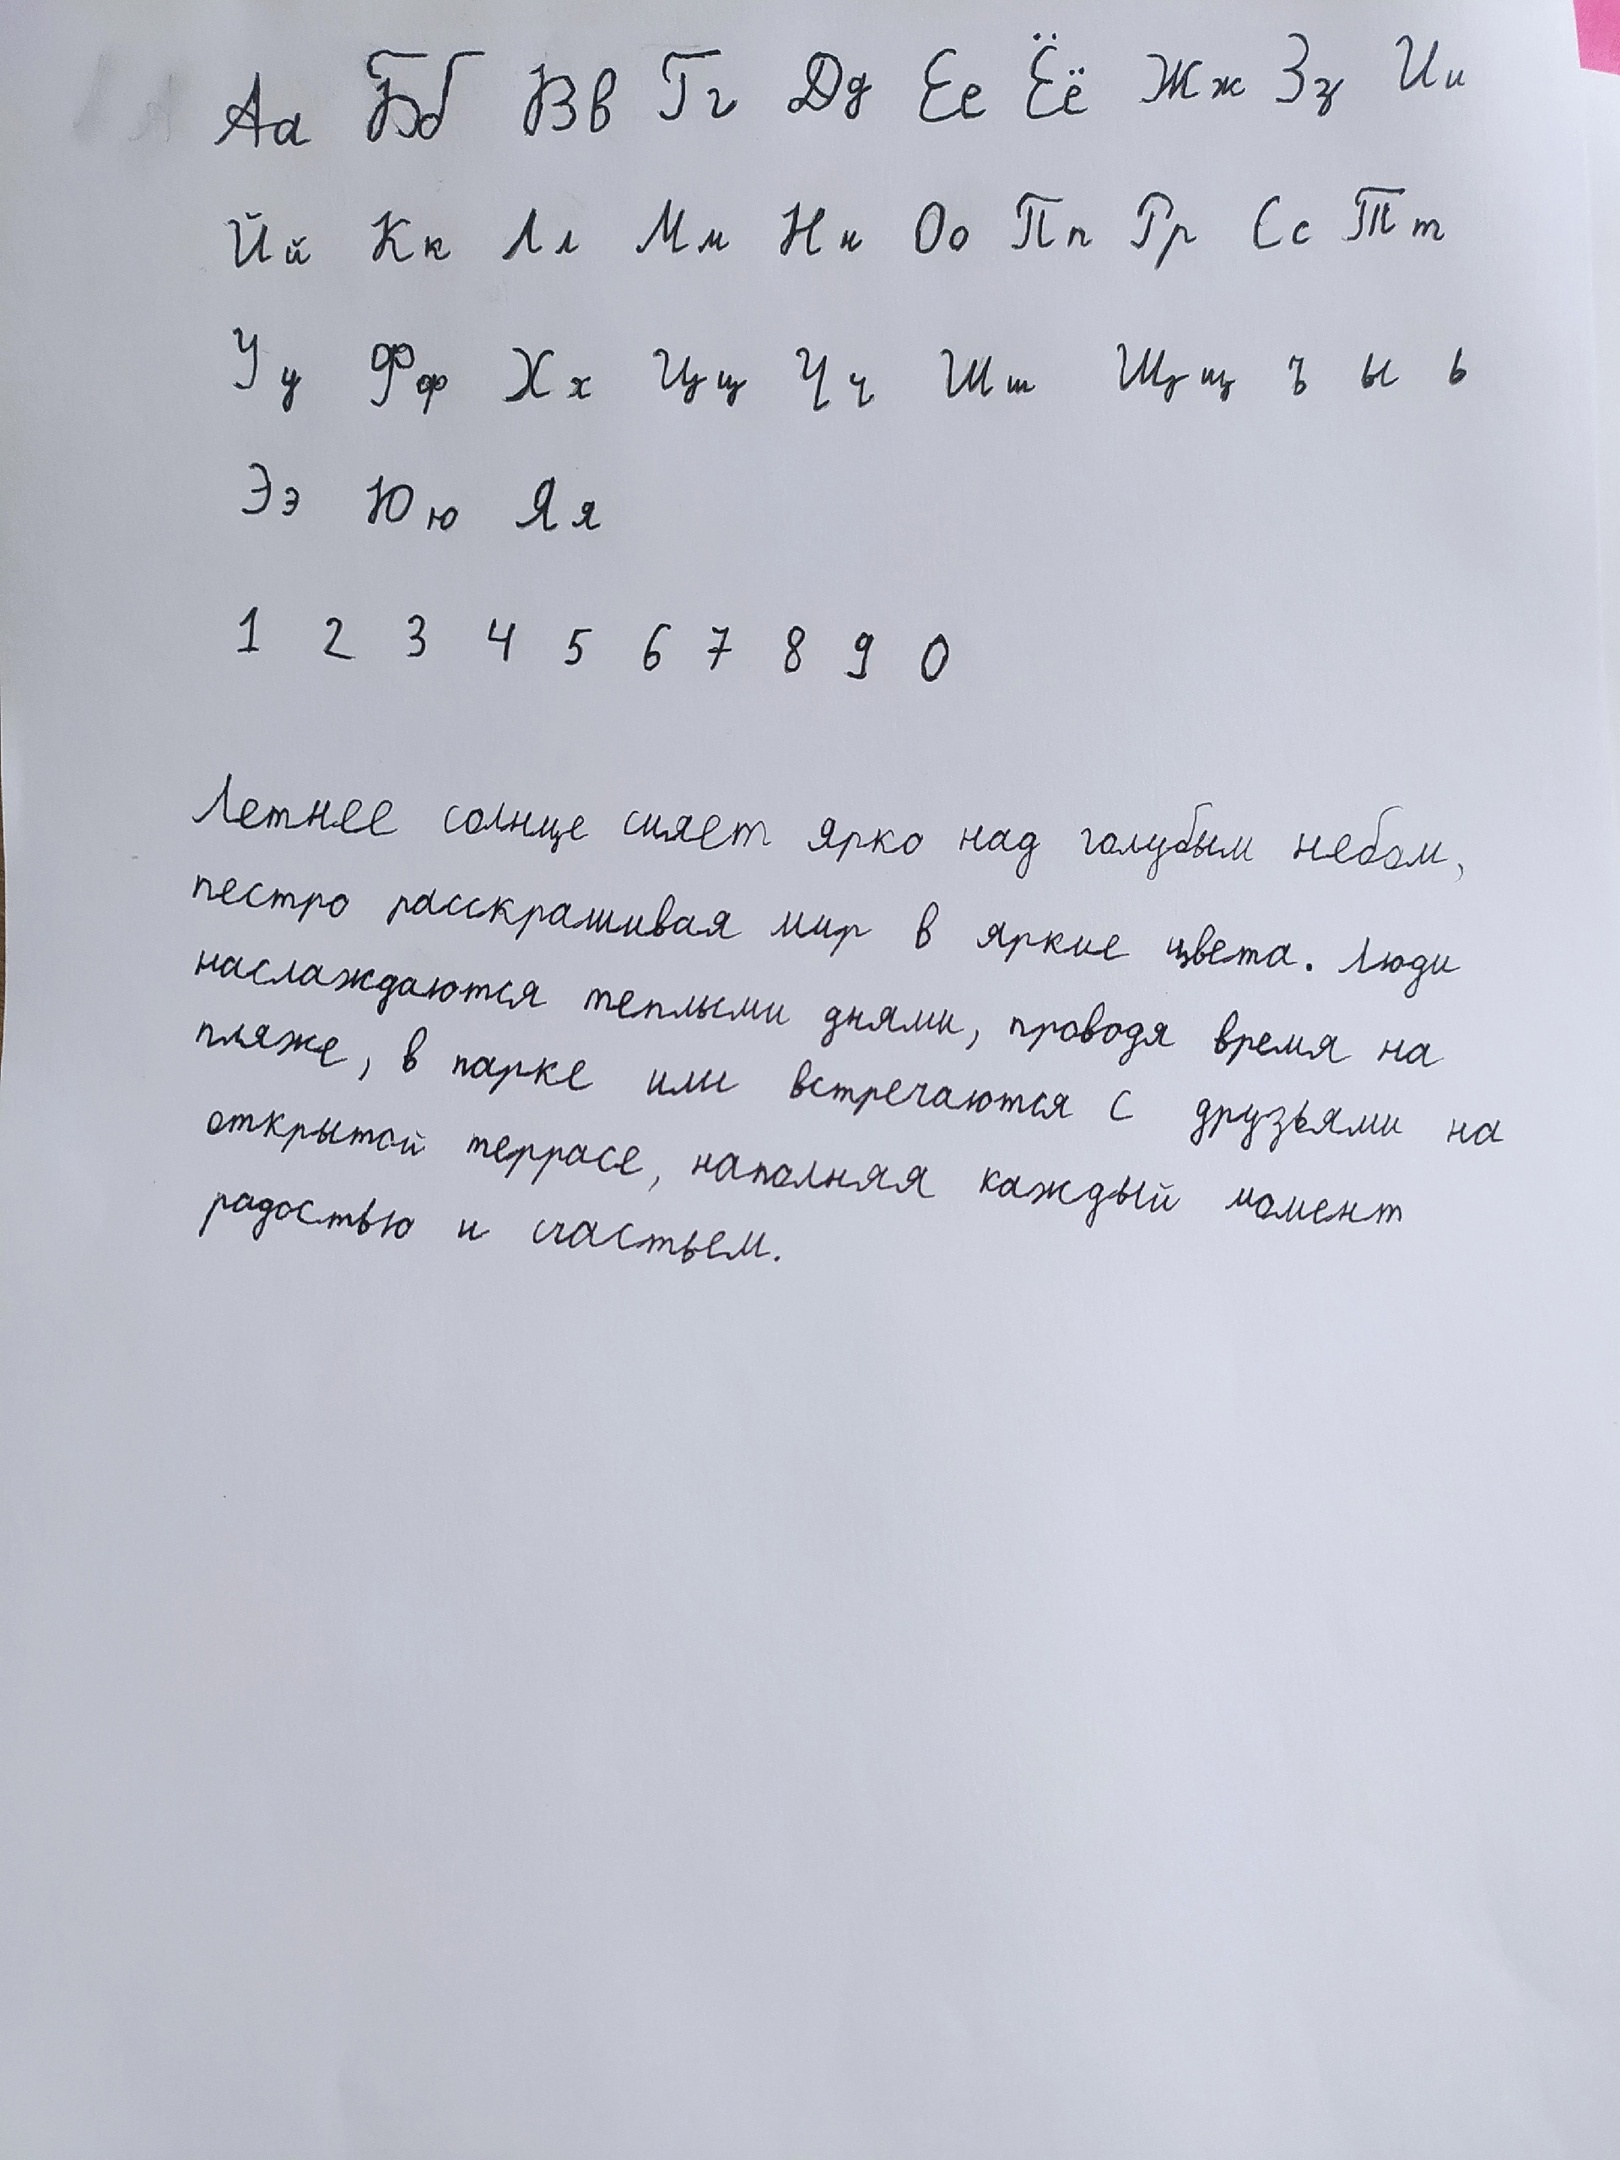 Аа Бб Вв Гг Дд Ее Ёё Жж Зз Ии
Йй Кк Лл Мм Нн Оо Пп Рр Сс Тт
Уу Фф Хх Цц Чч Шш Щщ ъ ы ь
Ээ Юю Яя
1 2 3 4 5 6 7 8 9 0
Летнее солнце сияет ярко над голубым небом,
пестро расскрашивая мир в яркие цвета. Люди
наслаждаются теплыми днями, проводя время на
пляже, в парке или встречаются с друзьями на
открытой террасе, наполняя каждый момент
радостью и счастьем.